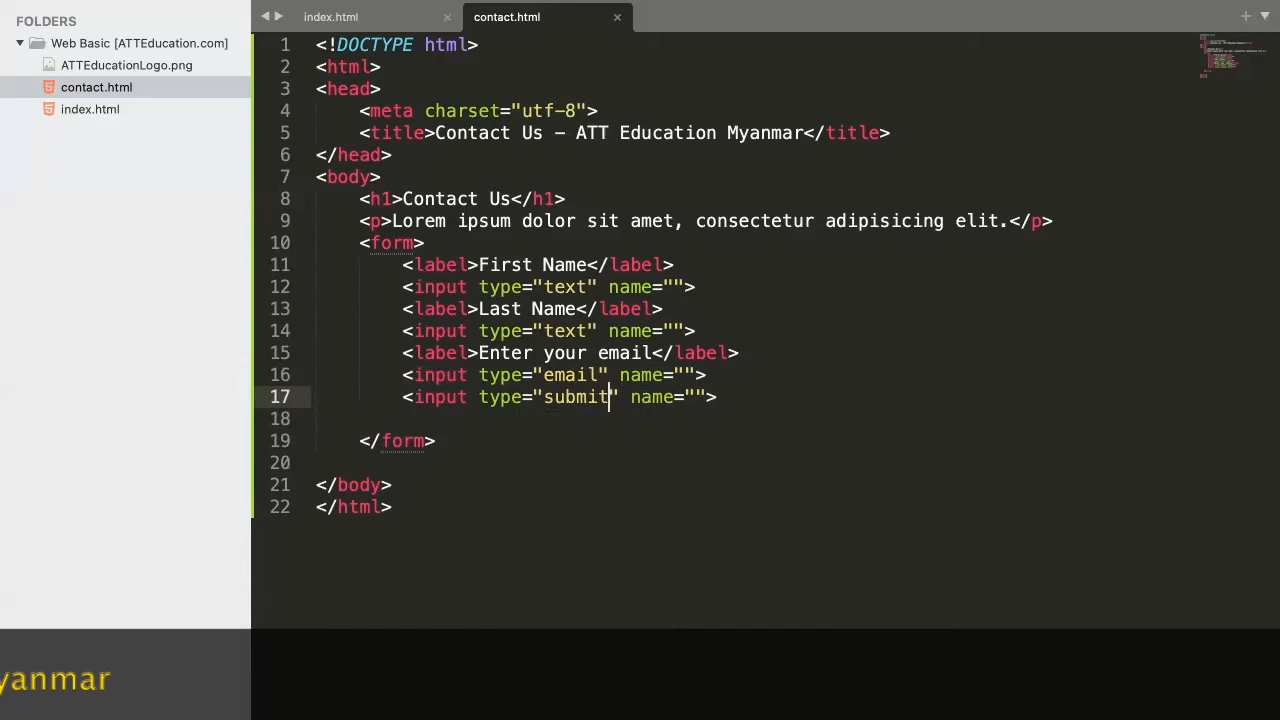 FOLDERS
Web Basic [ATTEducation.com]
ATTEducationLogo.png
contact.html
index.html
index.html × contact.html ×
1 <!DOCTYPE html>
2 <html>
3 <head>
4 <meta charset="utf-8">
5 <title>Contact Us - ATT Education Myanmar</title>
6 </head>
7 <body>
8 <h1>Contact Us</h1>
9 <p>Lorem ipsum dolor sit amet, consectetur adipisicing elit.</p>
10 <form>
11 <label>First Name</label>
12 <input type="text" name="">
13 <label>Last Name</label>
14 <input type="text" name="">
15 <label>Enter your email</label>
16 <input type="email" name="">
17 <input type="submit" name="">
18
19 </form>
20
21 </body>
22 </html>
yanmar